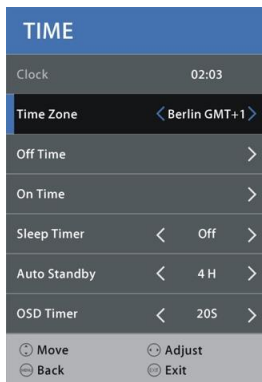 TIME
Clock 02:03
Time Zone Berlin GMT+1
Off Time
On Time
Sleep Timer Off
Auto Standby 4 H
OSD Timer 20S
Move Adjust
Back Exit